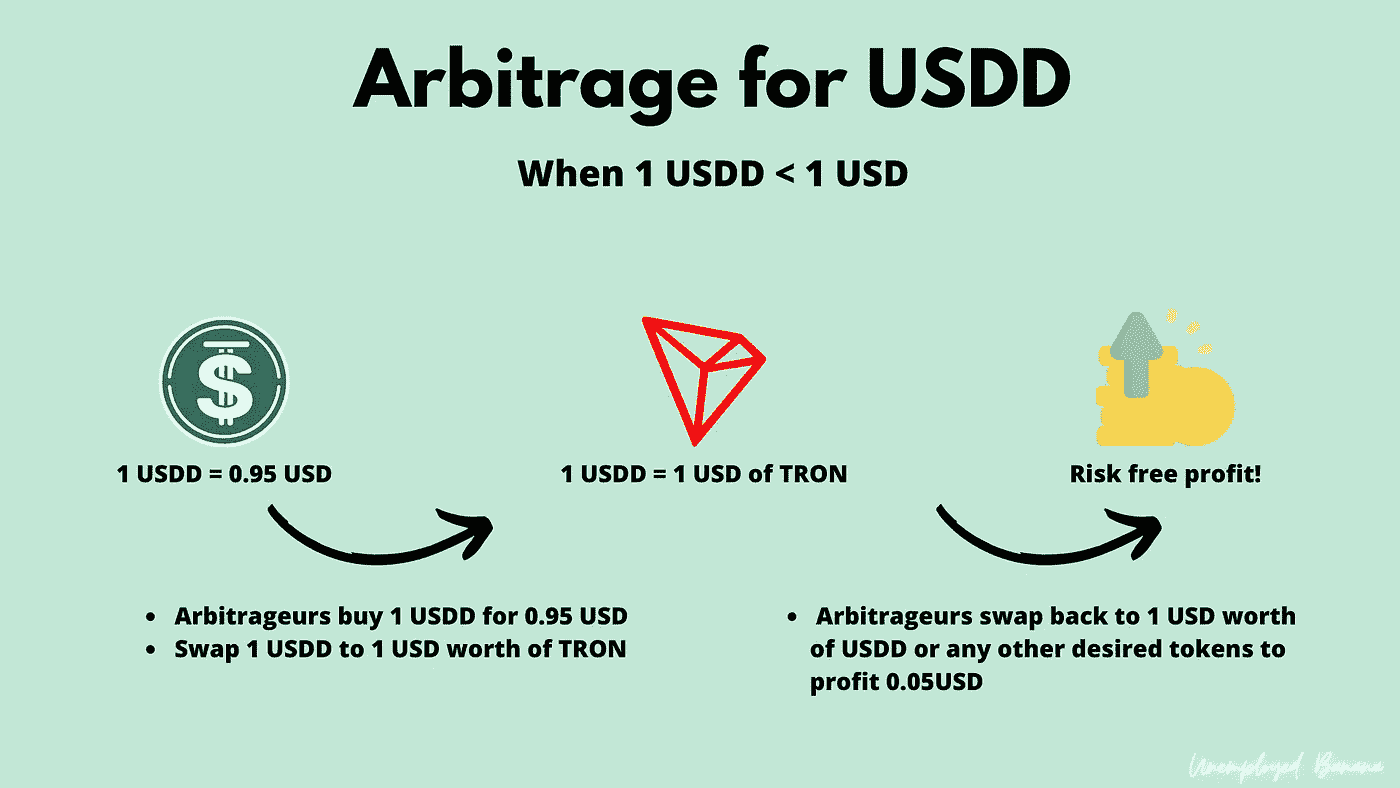 Arbitrage for USDD
When 1 USDD < 1 USD
1 USDD = 0.95 USD
1 USDD = 1 USD of TRON
Risk free profit!
• Arbitrageurs buy 1 USDD for 0.95 USD
• Swap 1 USDD to 1 USD worth of TRON
• Arbitrageurs swap back to 1 USD worth
of USDD or any other desired tokens to
profit 0.05USD
Unemployed Banana